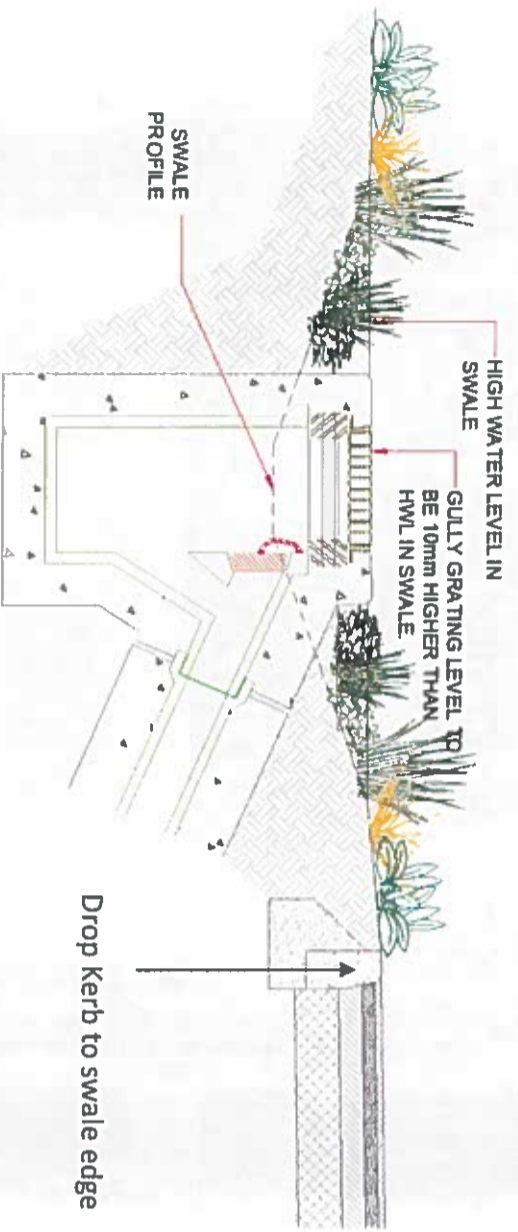 HIGH WATER LEVEL IN
SWALE
GULLY GRATING LEVEL TO
BE 10mm HIGHER THAN
HWL IN SWALE
SWALE
PROFILE
Drop Kerb to swale edge